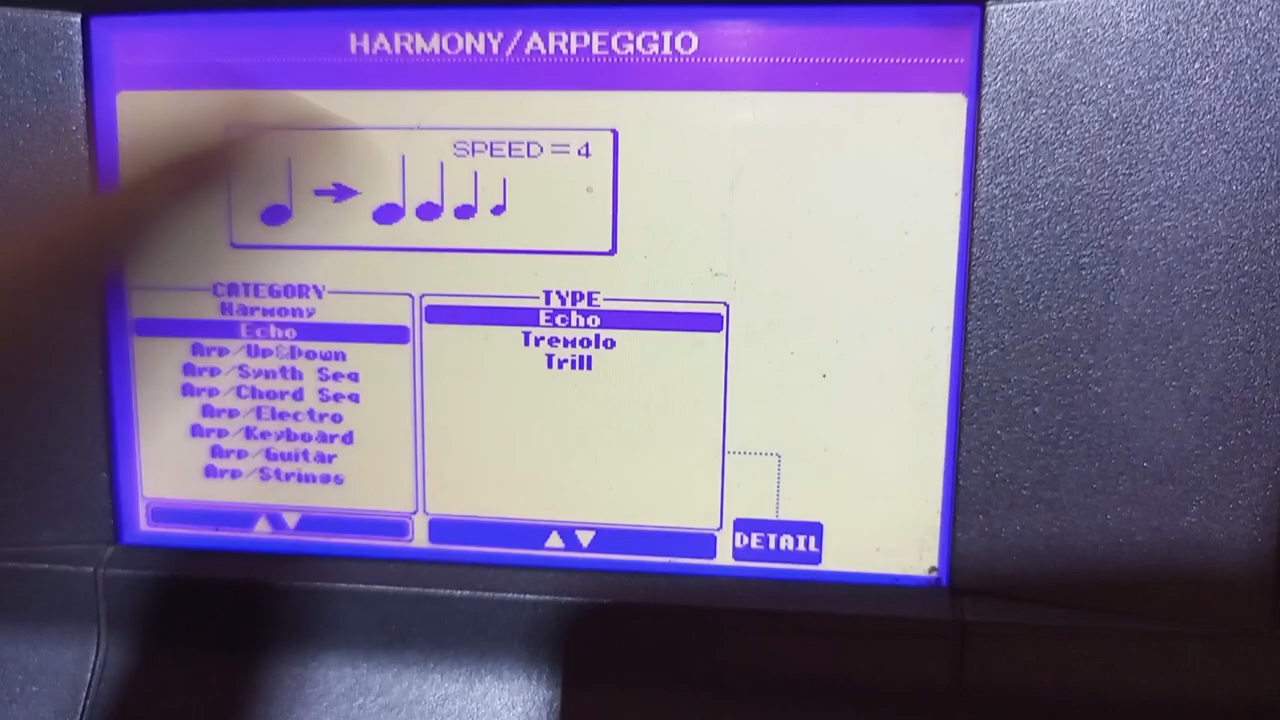 HARMONY/ARPEGGIO
SPEED = 4
CATEGORY
Harmony
Echo
Arp/Up&Down
Arp/Synth Seq
Arp/Chord Seq
Arp/Electro
Arp/Keyboard
Arp/Guitar
Arp/Strings
TYPE
Echo
Tremolo
Trill
DETAIL